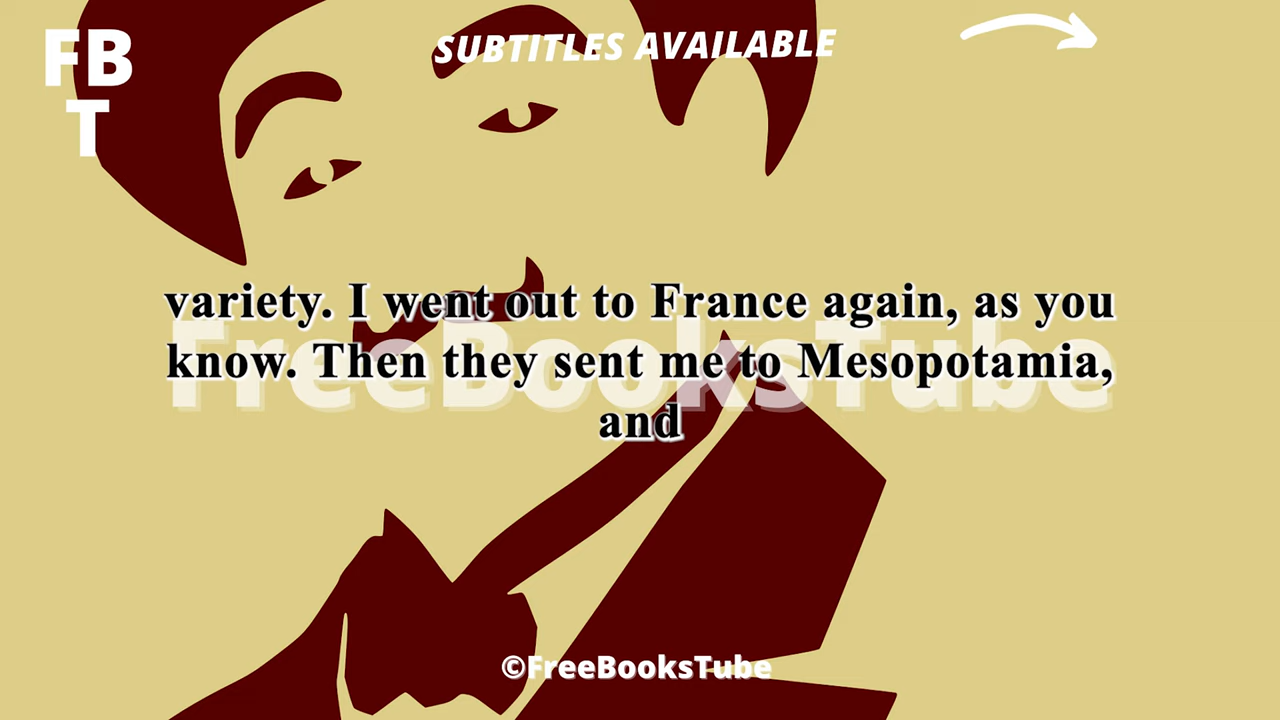 FB
T
SUBTITLES AVAILABLE
variety. I went out to France again, as you
know. Then they sent me to Mesopotamia,
and
FreeBooksTube
©FreeBooksTube